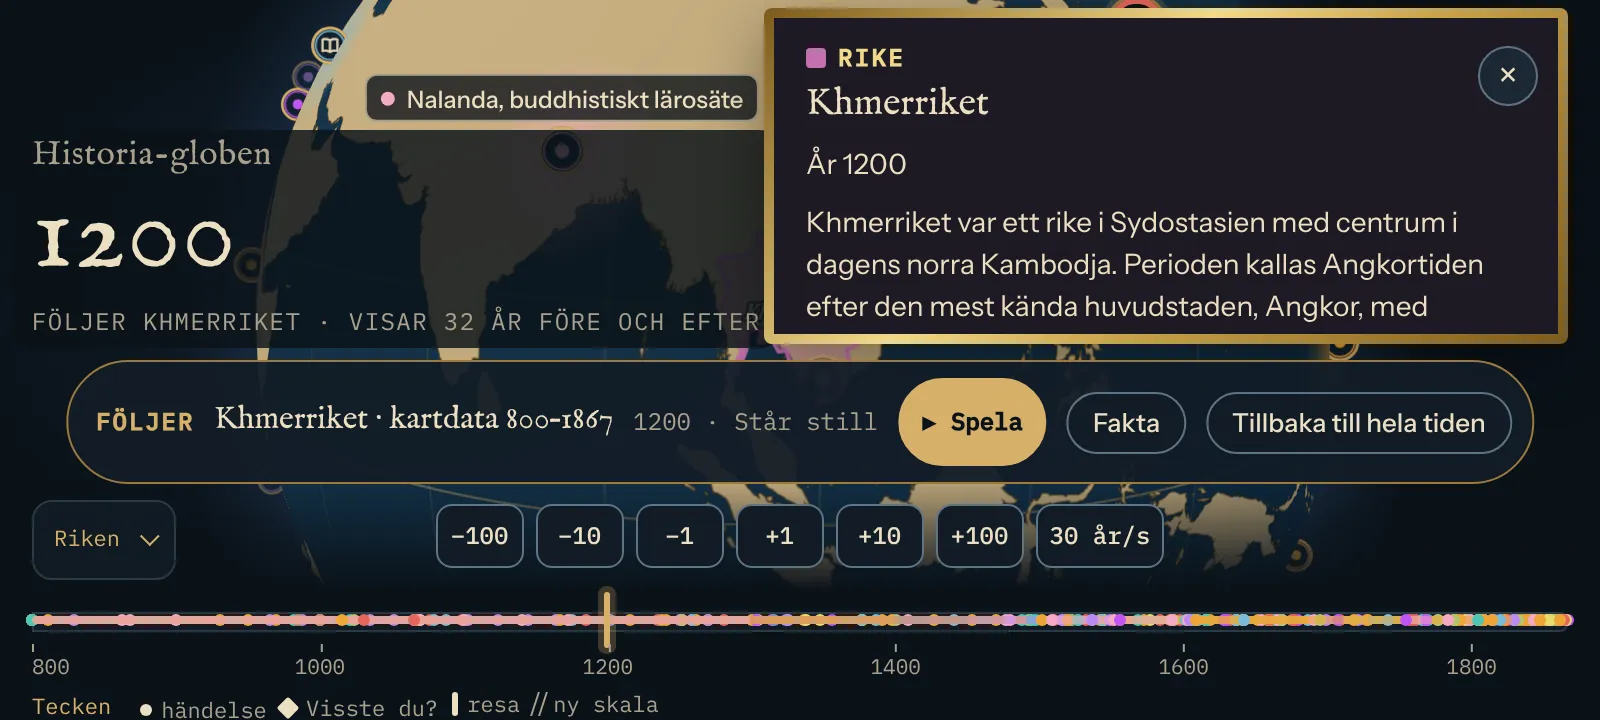 Nalanda, buddhistiskt lärosäte
Historia-globen
1200
FÖLJER KHMERRIKET · VISAR 32 ÅR FÖRE OCH EFTER
RIKE
Khmerriket
År 1200
Khmerriket var ett rike i Sydostasien med centrum i
dagens norra Kambodja. Perioden kallas Angkortiden
efter den mest kända huvudstaden, Angkor, med
×
FÖLJER Khmerriket · kartdata 800–1867 1200 · Står still ▶ Spela Fakta Tillbaka till hela tiden
Riken
−100 −10 −1 +1 +10 +100 30 år/s
800 1000 1200 1400 1600 1800
Tecken händelse Visste du? resa // ny skala